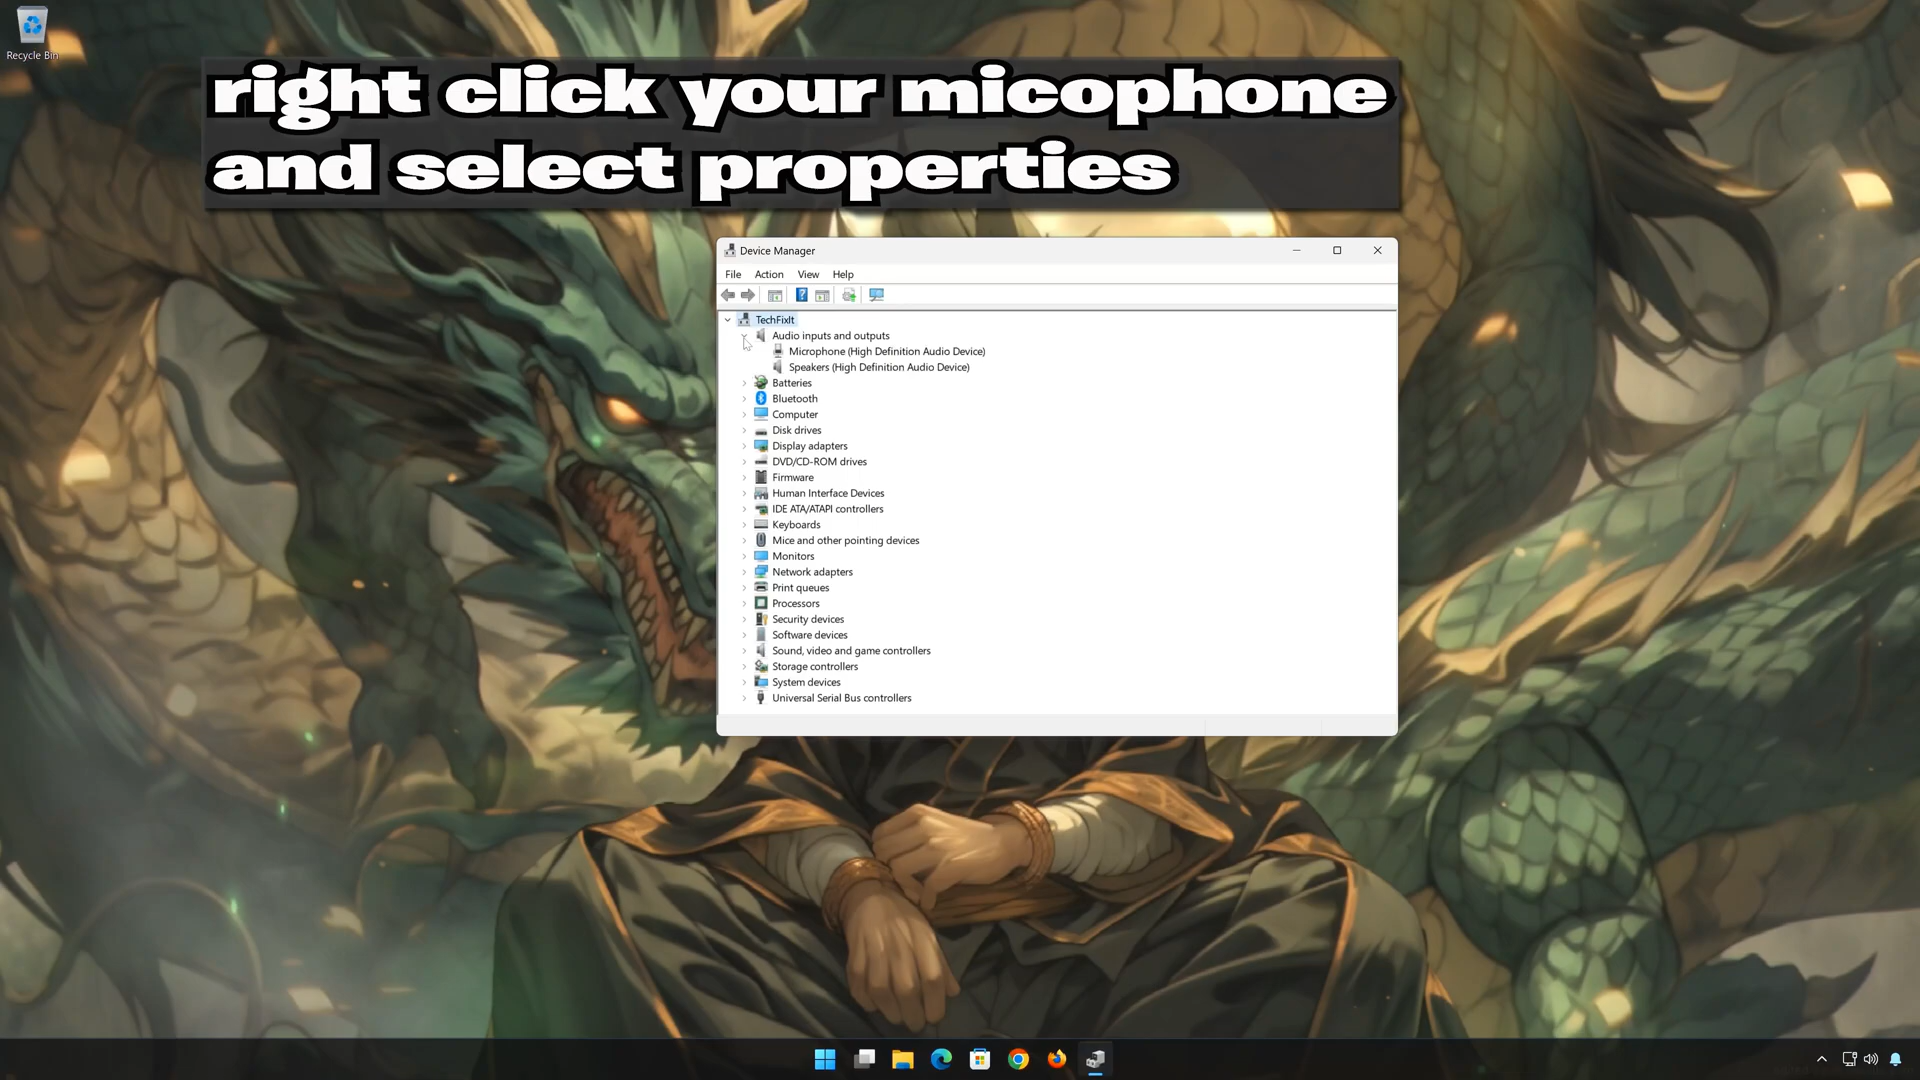 Recycle Bin
right click your micophone
and select properties
Device Manager
File Action View Help
TechFixIt
Audio inputs and outputs
Microphone (High Definition Audio Device)
Speakers (High Definition Audio Device)
Batteries
Bluetooth
Computer
Disk drives
Display adapters
DVD/CD-ROM drives
Firmware
Human Interface Devices
IDE ATA/ATAPI controllers
Keyboards
Mice and other pointing devices
Monitors
Network adapters
Print queues
Processors
Security devices
Software devices
Sound, video and game controllers
Storage controllers
System devices
Universal Serial Bus controllers